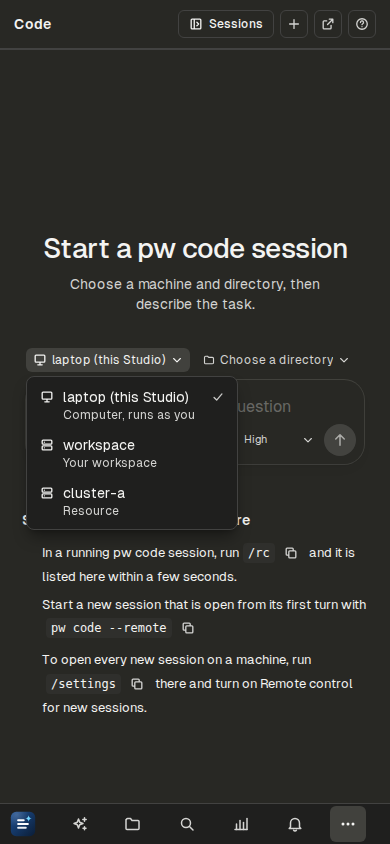 Code
Sessions
Start a pw code session
Choose a machine and directory, then
describe the task.
laptop (this Studio)
Choose a directory
laptop (this Studio)
Computer, runs as you
uestion
workspace
Your workspace
High
cluster-a
Resource
re
In a running pw code session, run /rc and it is
listed here within a few seconds.
Start a new session that is open from its first turn with
pw code --remote
To open every new session on a machine, run
/settings there and turn on Remote control
for new sessions.